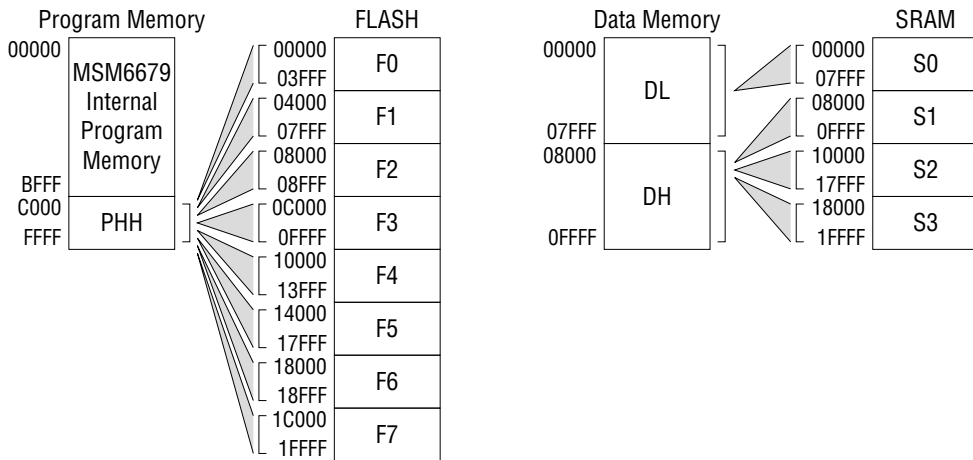 Program Memory
00000
MSM6679
Internal
Program
Memory
BFFF
C000
PHH
FFFF
FLASH
00000
F0
03FFF
04000
F1
07FFF
08000
F2
08FFF
0C000
F3
0FFFF
10000
F4
13FFF
14000
F5
17FFF
18000
F6
18FFF
1C000
F7
1FFFF
Data Memory
00000
DL
07FFF
08000
DH
0FFFF
SRAM
00000
S0
07FFF
08000
S1
0FFFF
10000
S2
17FFF
18000
S3
1FFFF